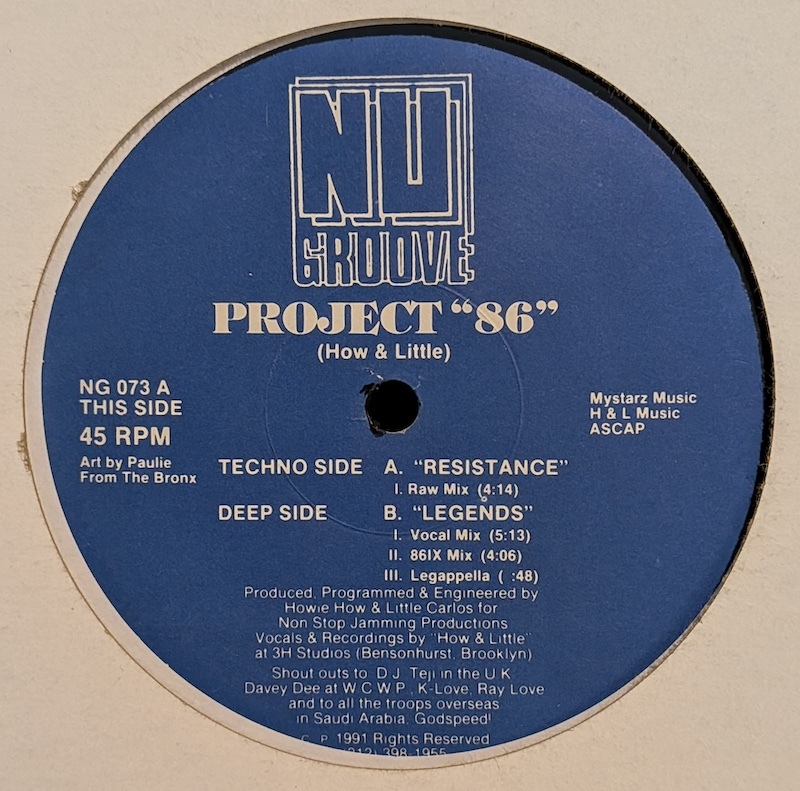 NU
GROOVE
PROJECT “86”
(How & Little)
NG 073 A
THIS SIDE
45 RPM
Art by Paulie
From The Bronx
Mystarz Music
H & L Music
ASCAP
TECHNO SIDE A. “RESISTANCE”
I. Raw Mix (4:14)
DEEP SIDE B. “LEGENDS”
I. Vocal Mix (5:13)
II. 86IX Mix (4:06)
III. Legappella ( :48)
Produced, Programmed & Engineered by
Howie How & Little Carlos for
Non Stop Jamming Productions
Vocals & Recordings by "How & Little"
at 3H Studios (Bensonhurst, Brooklyn)
Shout outs to D J Teji in the U K
Davey Dee at W C W P , K-Love, Ray Love
and to all the troops overseas
in Saudi Arabia, Godspeed!
C P 1991 Rights Reserved
(212) 398-1955